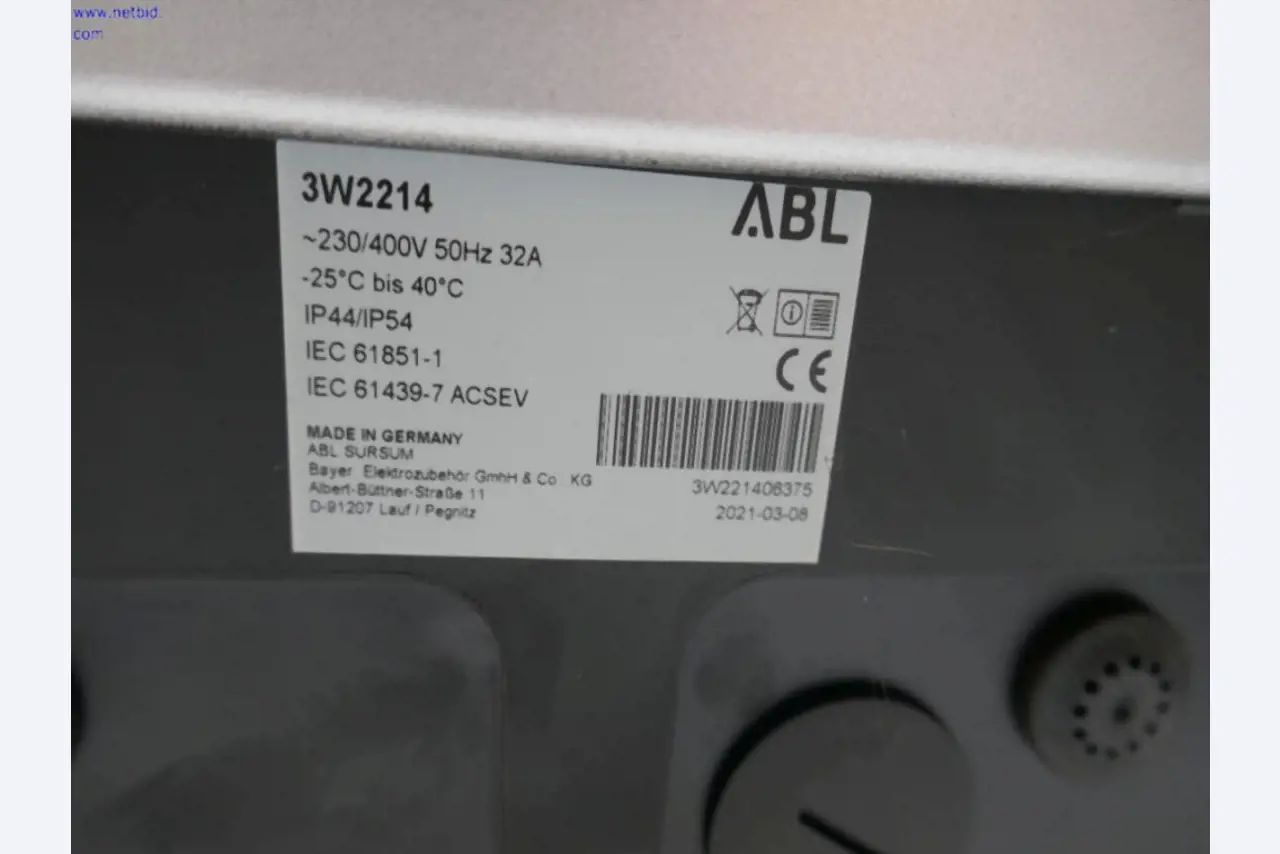 www.netbid.
com
3W2214
ABL
~230/400V 50Hz 32A
-25°C bis 40°C
IP44/IP54
IEC 61851-1
IEC 61439-7 ACSEV
MADE IN GERMANY
ABL SURSUM
Bayer. Elektrozubehör GmbH & Co. KG
Albert-Büttner-Straße 11
D-91207 Lauf / Pegnitz
3W221406375
2021-03-08